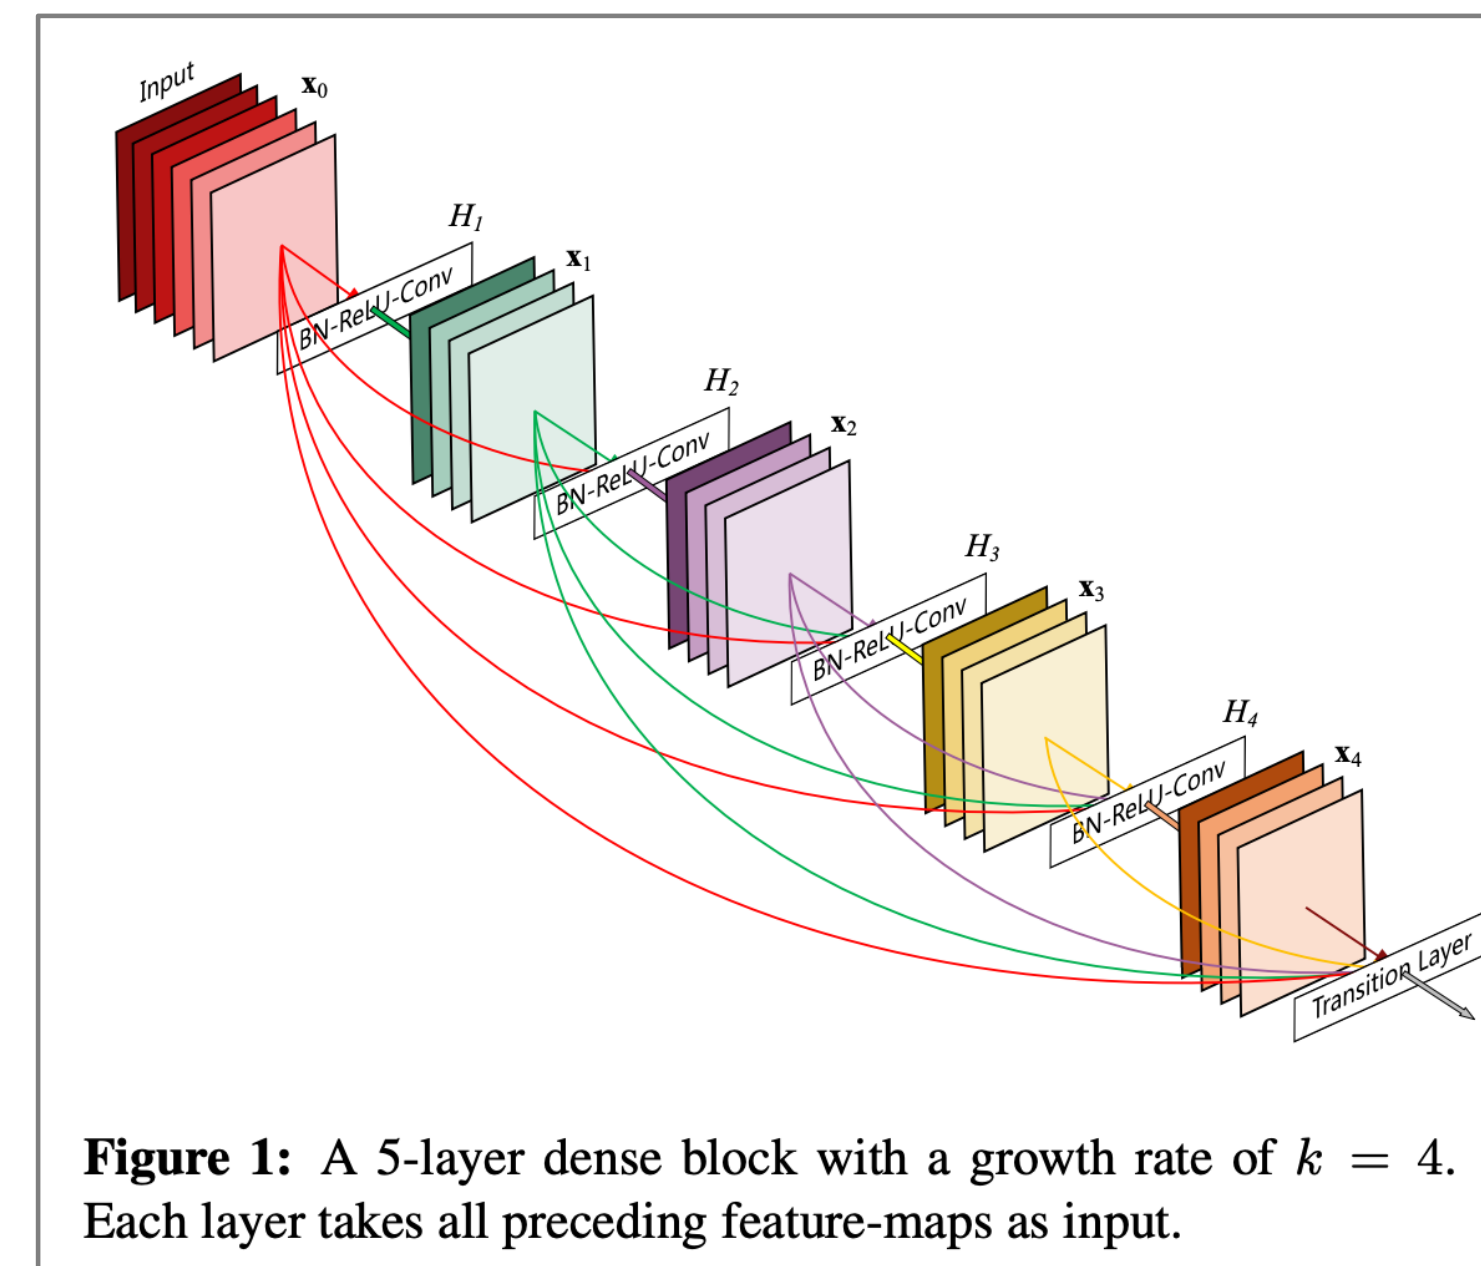 Input
x₀
H₁
BN-ReLU-Conv
x₁
H₂
BN-ReLU-Conv
x₂
H₃
BN-ReLU-Conv
x₃
H₄
BN-ReLU-Conv
x₄
Transition Layer
Figure 1: A 5-layer dense block with a growth rate of k = 4.
Each layer takes all preceding feature-maps as input.